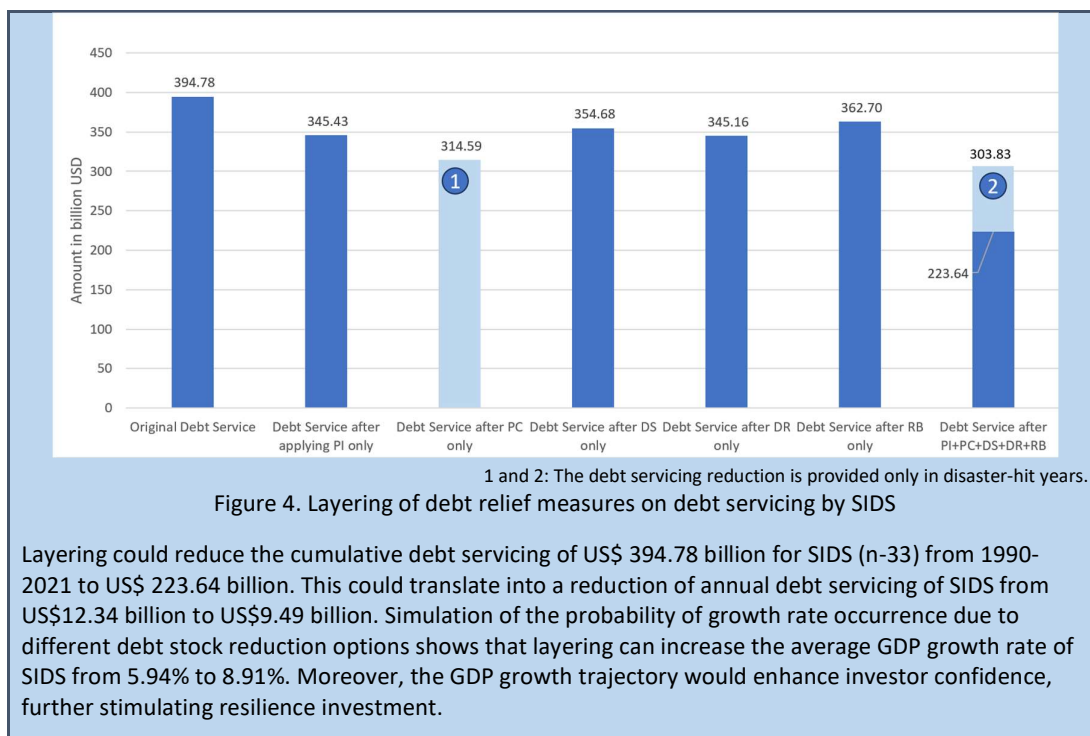 450
400
350
300
250
200
150
100
50
0
Amount in billion USD
394.78
345.43
314.59
354.68
345.16
362.70
303.83
223.64
1
2
Original Debt Service
Debt Service after
applying PI only
Debt Service after PC
only
Debt Service after DS
only
Debt Service after DR
only
Debt Service after RB
only
Debt Service after
PI+PC+DS+DR+RB
1 and 2: The debt servicing reduction is provided only in disaster-hit years.
Figure 4. Layering of debt relief measures on debt servicing by SIDS
Layering could reduce the cumulative debt servicing of US$ 394.78 billion for SIDS (n-33) from 1990-
2021 to US$ 223.64 billion. This could translate into a reduction of annual debt servicing of SIDS from
US$12.34 billion to US$9.49 billion. Simulation of the probability of growth rate occurrence due to
different debt stock reduction options shows that layering can increase the average GDP growth rate of
SIDS from 5.94% to 8.91%. Moreover, the GDP growth trajectory would enhance investor confidence,
further stimulating resilience investment.